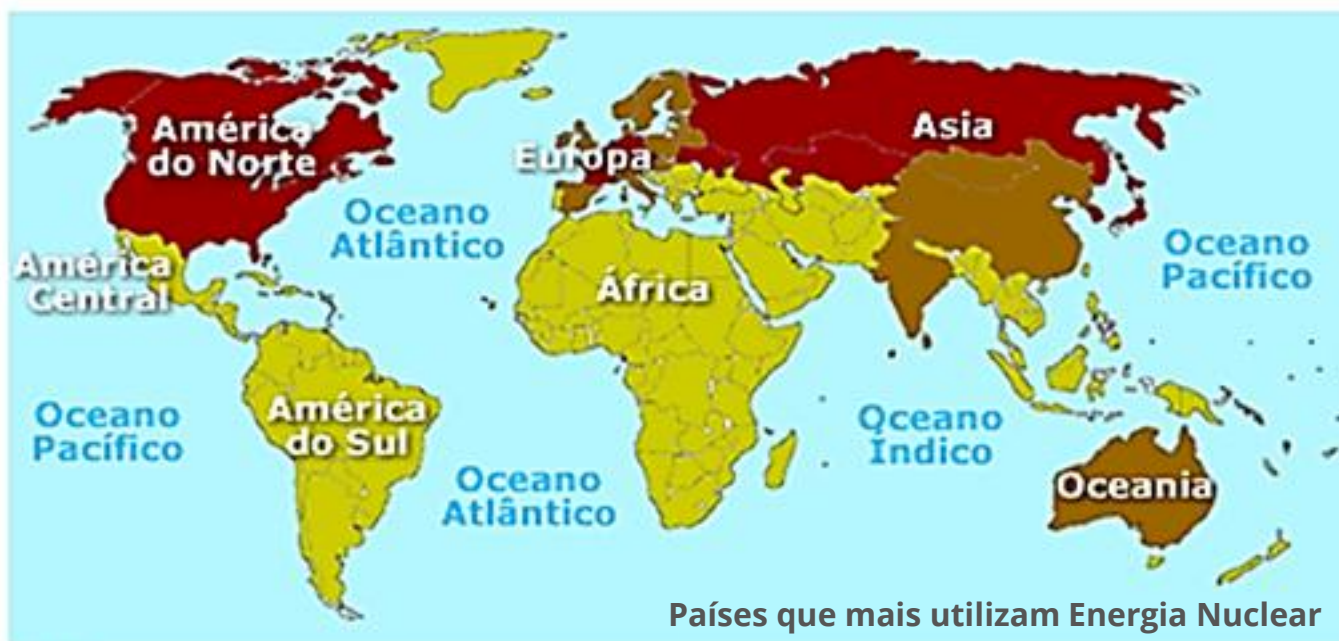 América
do Norte
Europa
Asia
Oceano
Atlântico
Oceano
Pacífico
América
Central
África
América
do Sul
Oceano
Pacífico
Oceano
Índico
Oceano
Atlântico
Oceania
Países que mais utilizam Energia Nuclear